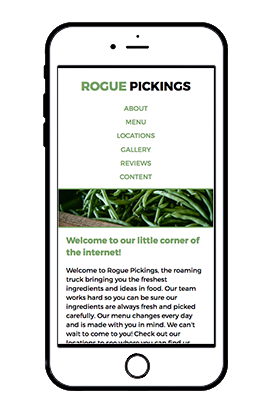 ROGUE PICKINGS
ABOUT
MENU
LOCATIONS
GALLERY
REVIEWS
CONTENT
Welcome to our little corner of
the internet!
Welcome to Rogue Pickings, the roaming
truck bringing you the freshest
ingredients and ideas in food. Our team
works hard so you can be sure our
ingredients are always fresh and picked
carefully. Our menu changes every day
and is made with you in mind. We can't
wait to come to you! Check out our
locations to see where you can find us